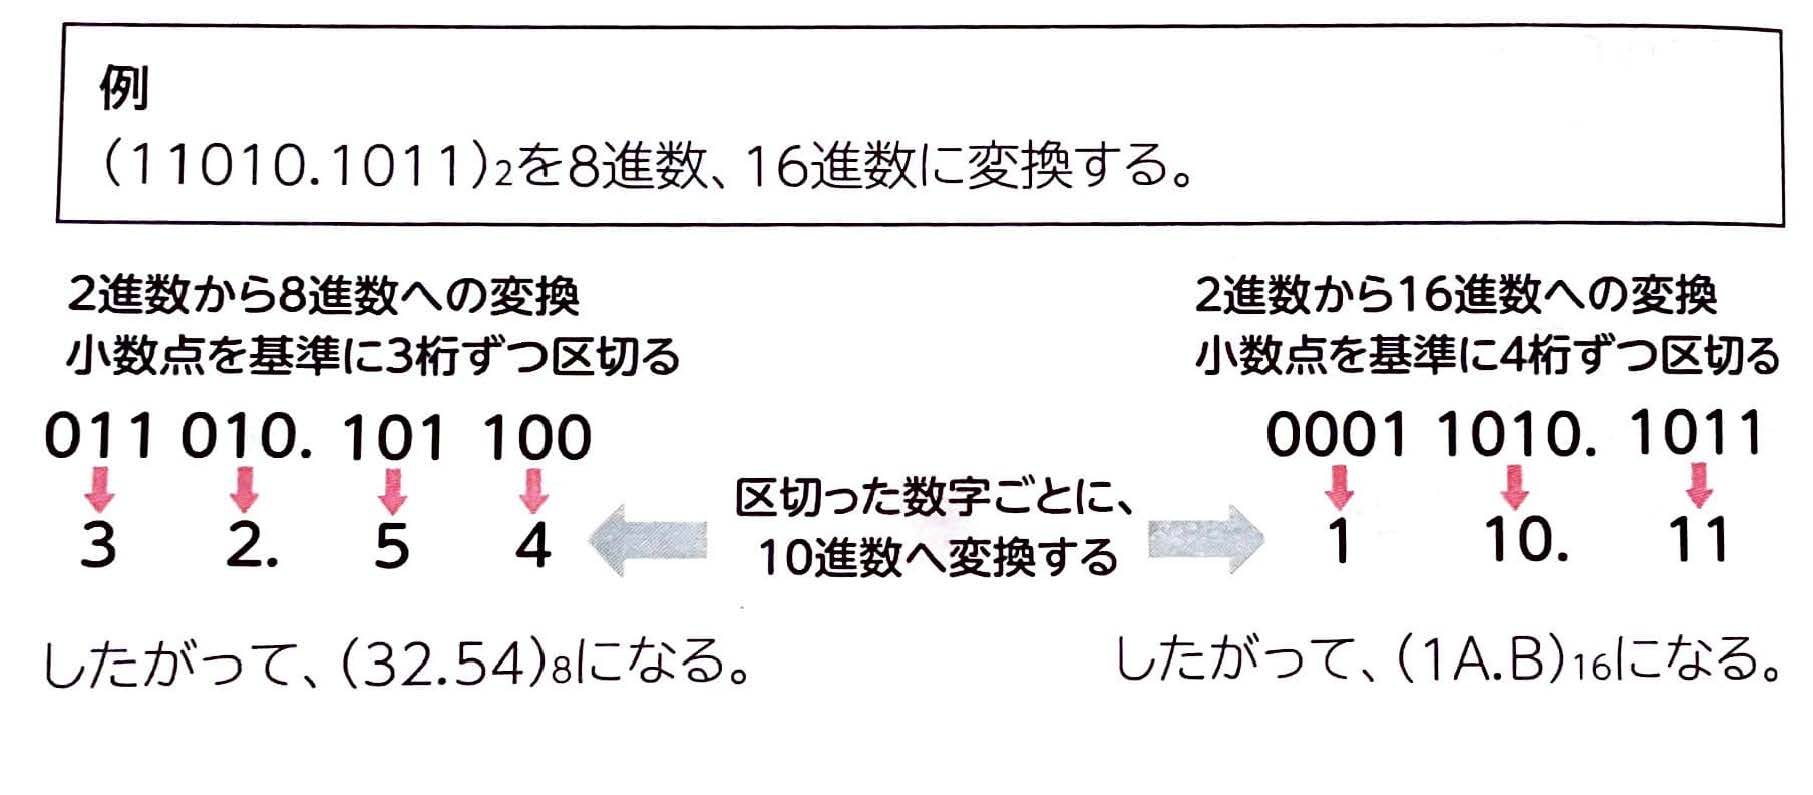 例
(11010.1011)2を8進数、16進数に変換する。
2進数から8進数への変換
小数点を基準に3桁ずつ区切る
011 010. 101 100
3 2. 5 4
したがって、(32.54)8になる。
区切った数字ごとに、
10進数へ変換する
2進数から16進数への変換
小数点を基準に4桁ずつ区切る
0001 1010. 1011
1 10. 11
したがって、(1A.B)16になる。